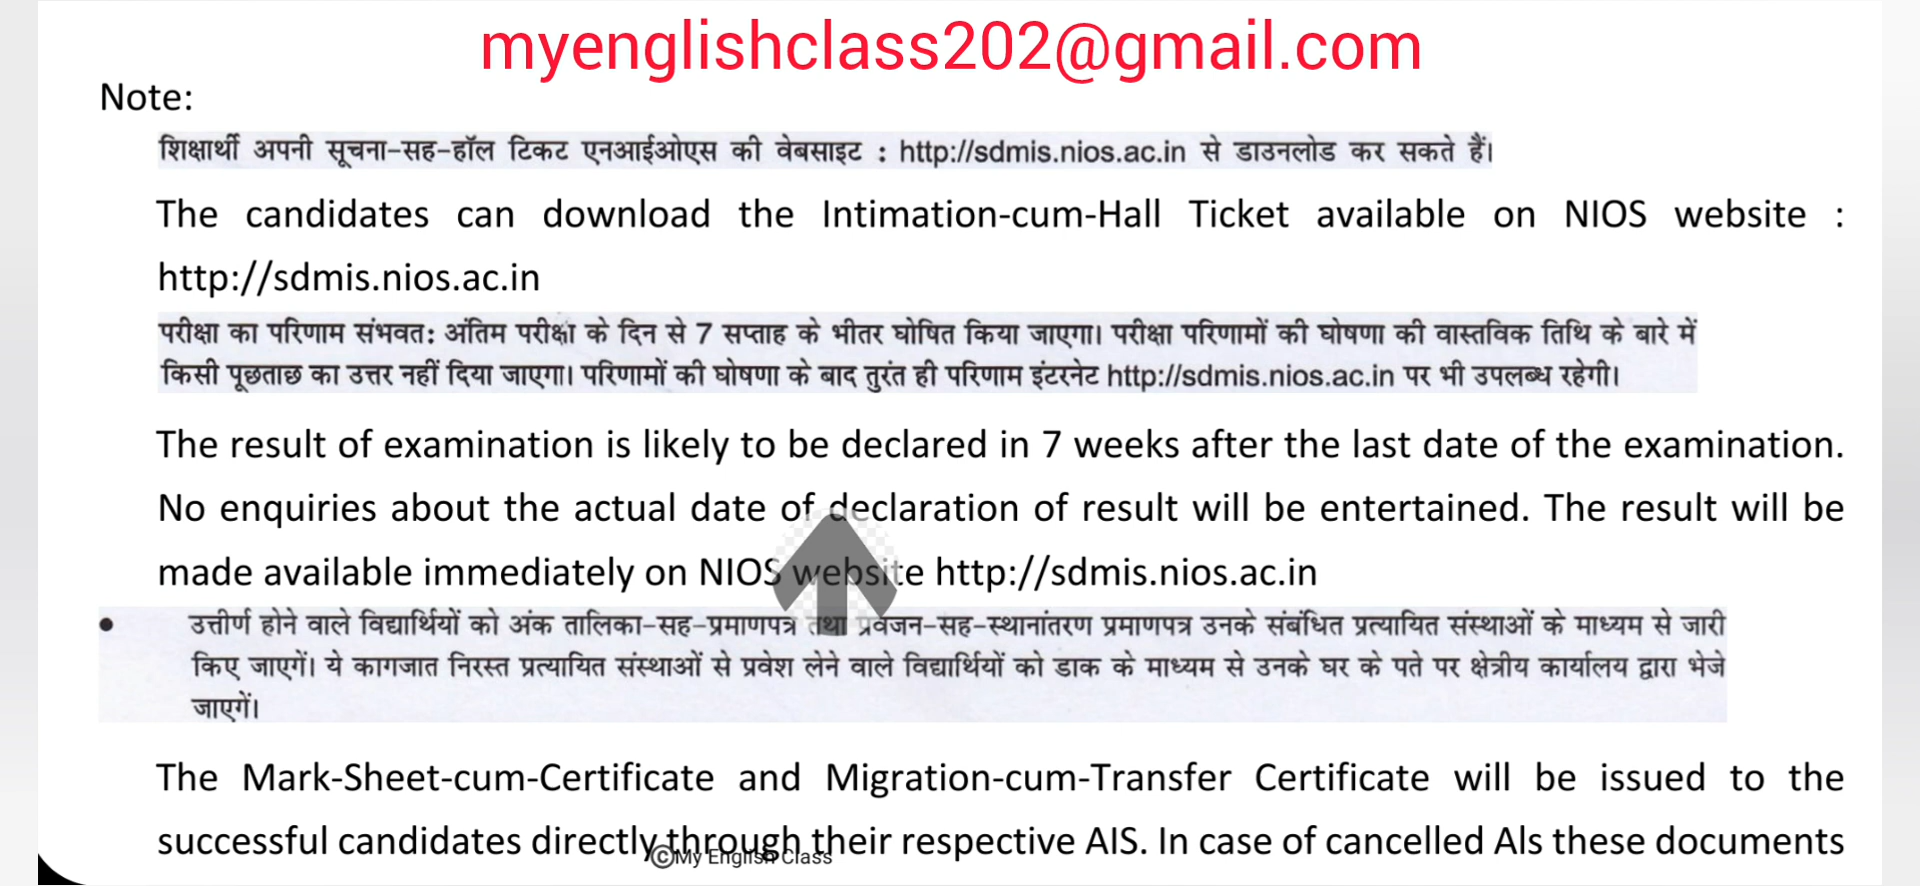 myenglishclass202@gmail.com
Note:
शिक्षार्थी अपनी सूचना-सह-हॉल टिकट एनआईओएस की वेबसाइट : http://sdmis.nios.ac.in से डाउनलोड कर सकते हैं।
The candidates can download the Intimation-cum-Hall Ticket available on NIOS website :
http://sdmis.nios.ac.in
परीक्षा का परिणाम संभवत: अंतिम परीक्षा के दिन से 7 सप्ताह के भीतर घोषित किया जाएगा। परीक्षा परिणामों की घोषणा की वास्तविक तिथि के बारे में
किसी पूछताछ का उत्तर नहीं दिया जाएगा। परिणामों की घोषणा के बाद तुरंत ही परिणाम इंटरनेट http://sdmis.nios.ac.in पर भी उपलब्ध रहेगी।
The result of examination is likely to be declared in 7 weeks after the last date of the examination.
No enquiries about the actual date of declaration of result will be entertained. The result will be
made available immediately on NIOS website http://sdmis.nios.ac.in
• उत्तीर्ण होने वाले विद्यार्थियों को अंक तालिका-सह-प्रमाणपत्र तथा प्रवजन-सह-स्थानांतरण प्रमाणपत्र उनके संबंधित प्रत्यायित संस्थाओं के माध्यम से जारी
किए जाएगें। ये कागजात निरस्त प्रत्यायित संस्थाओं से प्रवेश लेने वाले विद्यार्थियों को डाक के माध्यम से उनके घर के पते पर क्षेत्रीय कार्यालय द्वारा भेजे
जाएगें।
The Mark-Sheet-cum-Certificate and Migration-cum-Transfer Certificate will be issued to the
successful candidates directly through their respective AIS. In case of cancelled Als these documents
©My English Class